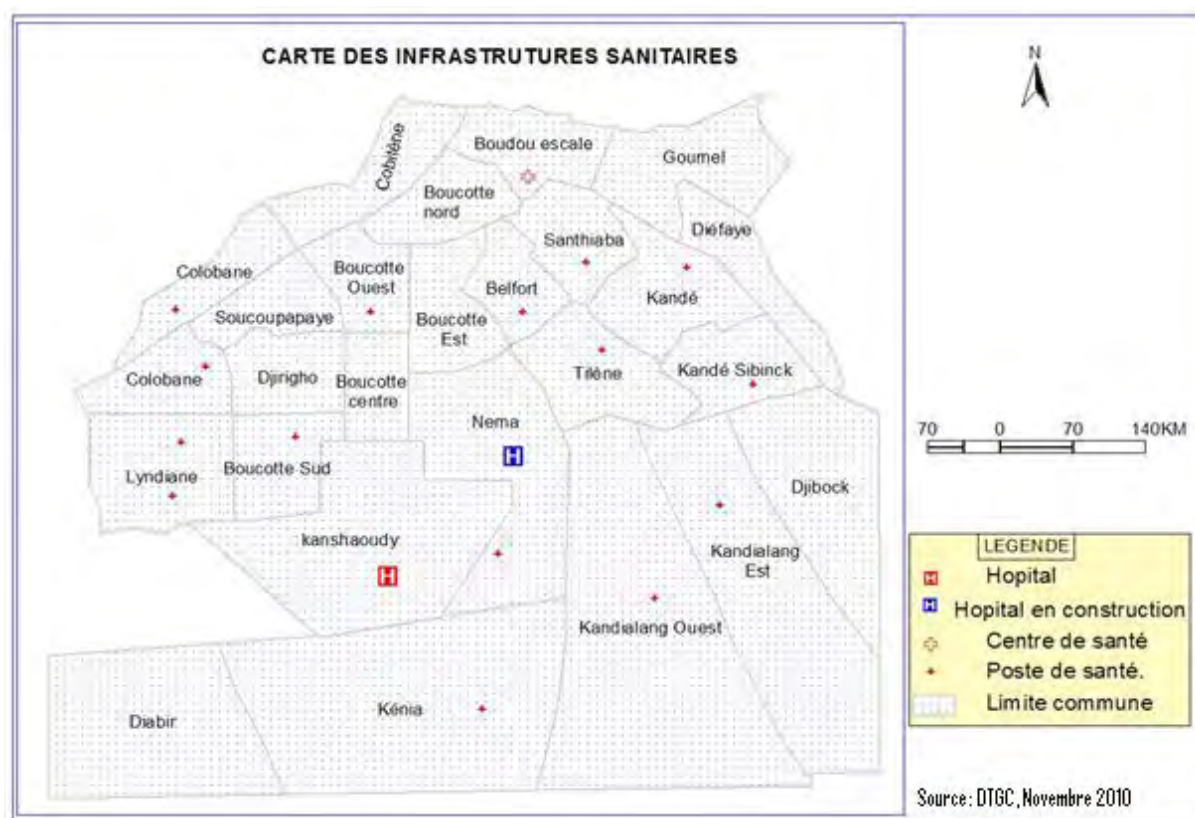 CARTE DES INFRASTRUTURES SANITAIRES
N
Cobitène
Boudou escale
Goumel
Boucotte
nord
Diéfaye
Santhiaba
Colobane
Boucotte
Ouest
Belfort
Kandé
Soucoupapaye
Boucotte
Est
Colobane
Djirigho
Boucotte
centre
Tilène
Kandé Sibinck
Nema
Lyndiane
Boucotte Sud
Djibock
kanshaoudy
Kandialang
Est
Kandialang Ouest
Diabir
Kénia
70 0 70 140KM
LEGENDE
H Hopital
H Hopital en construction
Centre de santé
Poste de santé.
Limite commune
H
H
Source: DTGC, Novembre 2010